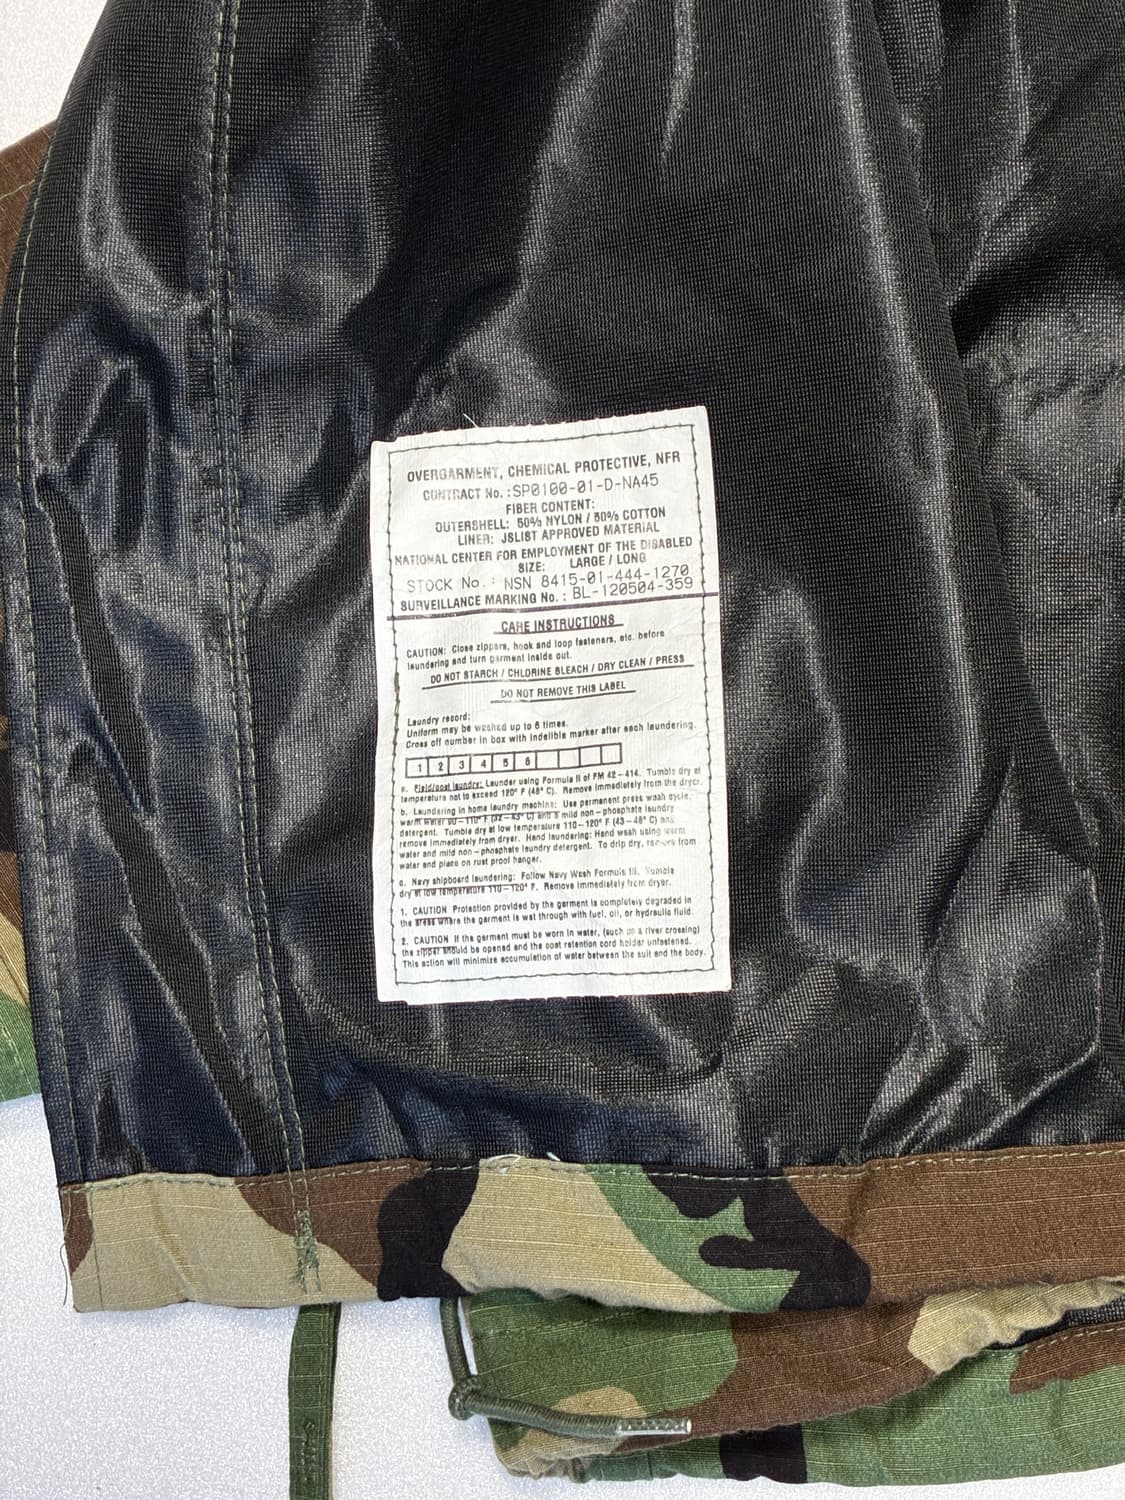 OVERGARMENT, CHEMICAL PROTECTIVE, NFR
CONTRACT No. :SP0100-01-D-NA45
FIBER CONTENT:
OUTERSHELL: 50% NYLON / 50% COTTON
LINER: JSLIST APPROVED MATERIAL
NATIONAL CENTER FOR EMPLOYMENT OF THE DISABLED
SIZE: LARGE / LONG
STOCK No. : NSN 8415-01-444-1270
SURVEILLANCE MARKING No. : BL-120504-359
CARE INSTRUCTIONS
CAUTION: Close zippers, hook and loop fasteners, etc. before
laundering and turn garment inside out.
DO NOT STARCH / CHLORINE BLEACH / DRY CLEAN / PRESS
DO NOT REMOVE THIS LABEL
Laundry record:
Uniform may be washed up to 6 times.
Cross off number in box with indelible marker after each laundering.
1 2 3 4 5 6
a. Field/post laundry: Launder using Formula II of FM 42-414. Tumble dry at
temperature not to exceed 120° F (48° C). Remove immediately from the dryer.
b. Laundering in home laundry machine: Use permanent press wash cycle,
warm water 90-110° F (32-43° C) and a mild non-phosphate laundry
detergent. Tumble dry at low temperature 110-120° F (43-48° C) and
remove immediately from dryer. Hand laundering: Hand wash using warm
water and mild non-phosphate laundry detergent. To drip dry, remove from
water and place on rust proof hanger.
c. Navy shipboard laundering: Follow Navy Wash Formula III. Tumble
dry at low temperature 110-120° F. Remove immediately from dryer.
1. CAUTION Protection provided by the garment is completely degraded in
the areas where the garment is wet through with fuel, oil, or hydraulic fluid.
2. CAUTION If the garment must be worn in water, (such as a river crossing)
the zipper should be opened and the coat retention cord holder unfastened.
This action will minimize accumulation of water between the suit and the body.